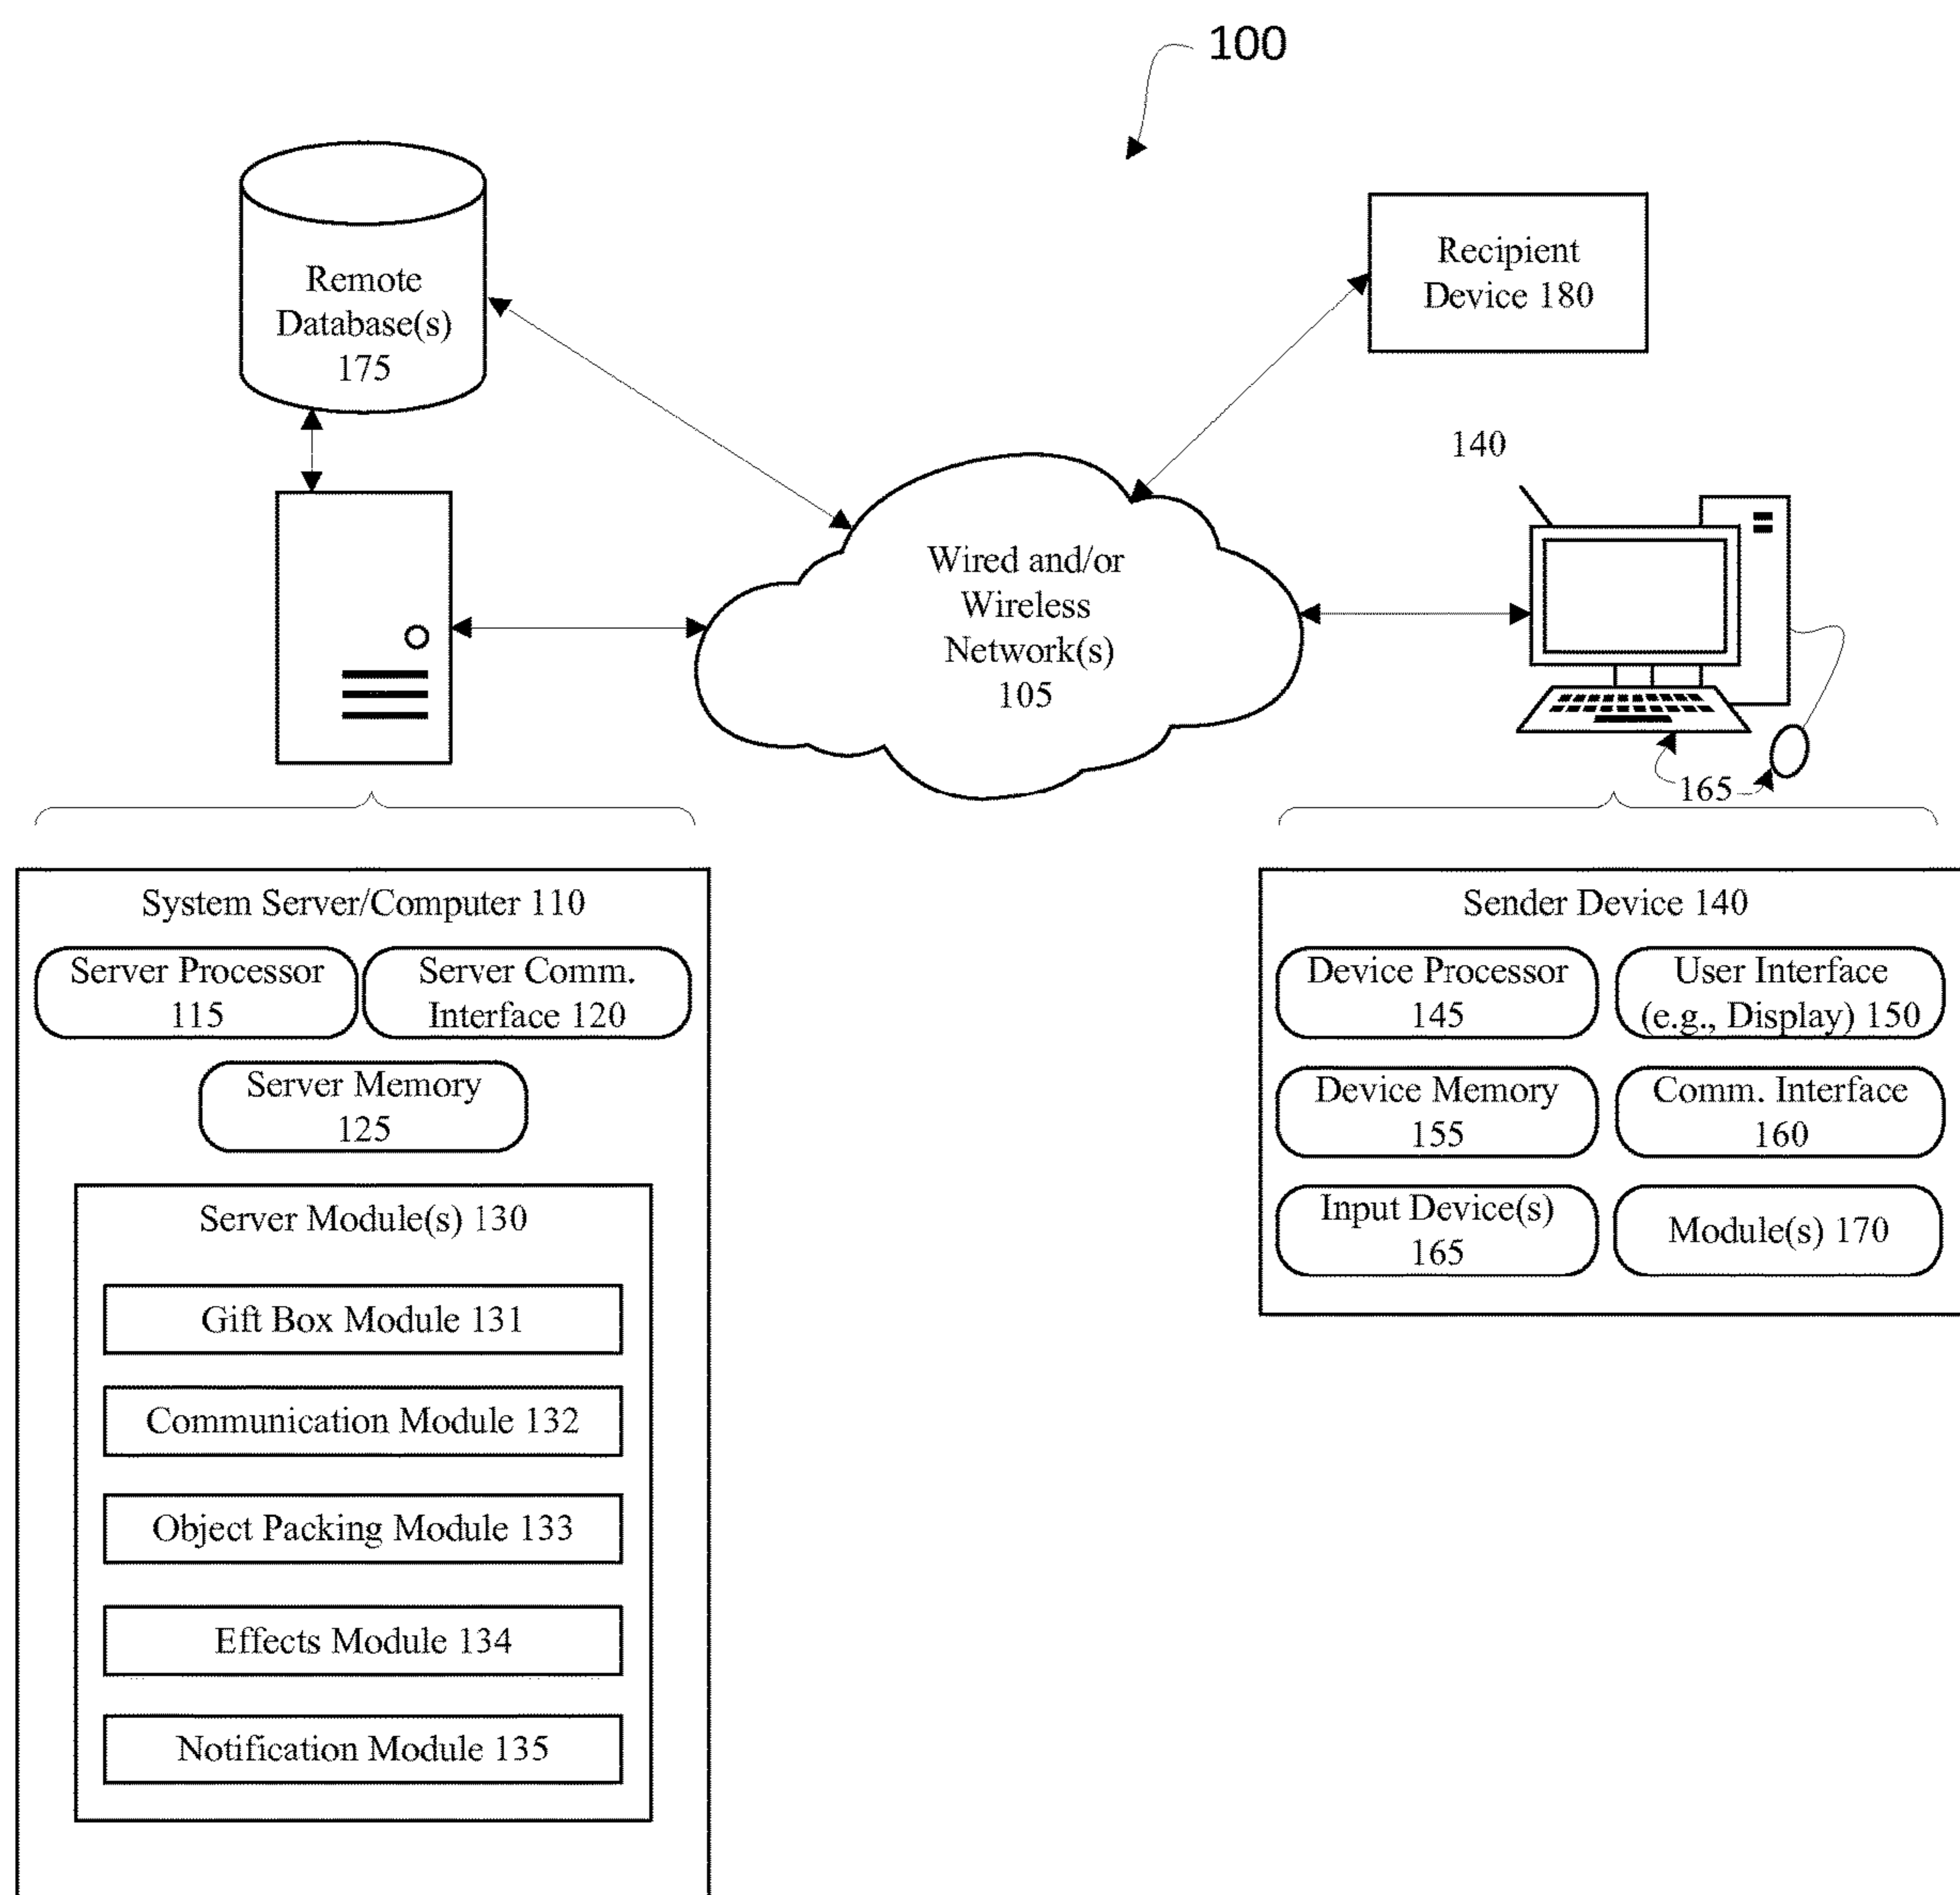 100
Remote
Database(s)
175
Recipient
Device 180
140
Wired and/or
Wireless
Network(s)
105
165
System Server/Computer 110
Server Processor
115
Server Comm.
Interface 120
Server Memory
125
Server Module(s) 130
Gift Box Module 131
Communication Module 132
Object Packing Module 133
Effects Module 134
Notification Module 135
Sender Device 140
Device Processor
145
User Interface
(e.g., Display) 150
Device Memory
155
Comm. Interface
160
Input Device(s)
165
Module(s) 170